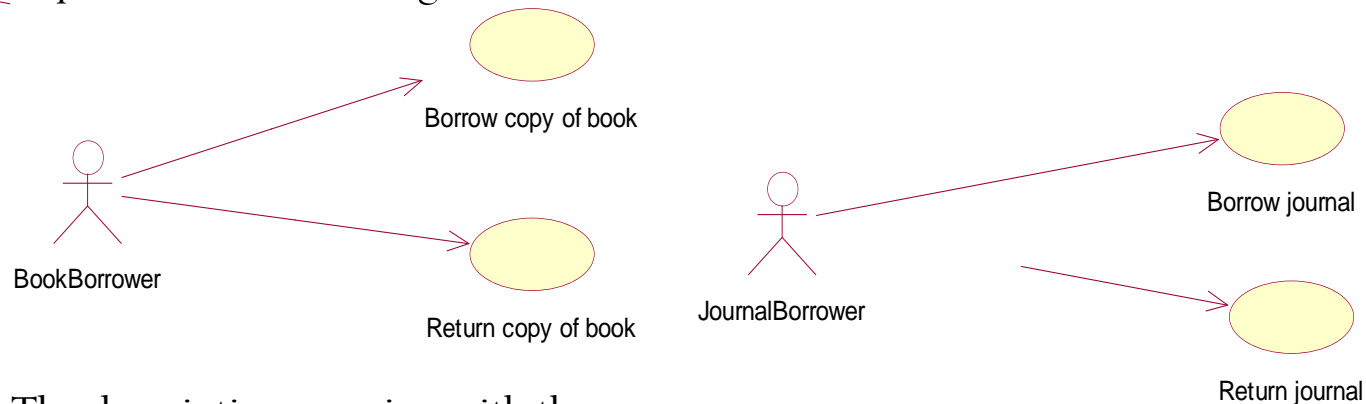 Borrow copy of book
BookBorrower
Return copy of book
Borrow journal
JournalBorrower
Return journal